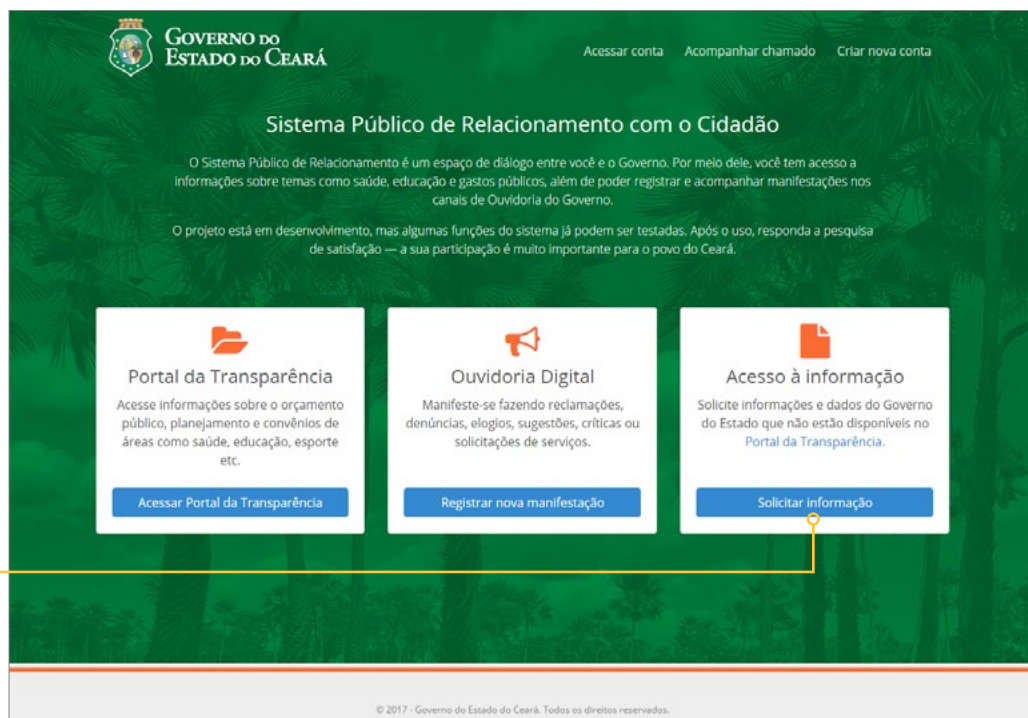 GOVERNO DO
ESTADO DO CEARÁ
Acessar conta Acompanhar chamado Criar nova conta
Sistema Público de Relacionamento com o Cidadão
O Sistema Público de Relacionamento é um espaço de diálogo entre você e o Governo. Por meio dele, você tem acesso a
informações sobre temas como saúde, educação e gastos públicos, além de poder registrar e acompanhar manifestações nos
canais de Ouvidoria do Governo.
O projeto está em desenvolvimento, mas algumas funções do sistema já podem ser testadas. Após o uso, responda a pesquisa
de satisfação — a sua participação é muito importante para o povo do Ceará.
Portal da Transparência
Acesse informações sobre o orçamento
público, planejamento e convênios de
áreas como saúde, educação, esporte
etc.
Acessar Portal da Transparência
Ouvidoria Digital
Manifeste-se fazendo reclamações,
denúncias, elogios, sugestões, críticas ou
solicitações de serviços.
Registrar nova manifestação
Acesso à informação
Solicite informações e dados do Governo
do Estado que não estão disponíveis no
Portal da Transparência.
Solicitar informação
© 2017 - Governo do Estado do Ceará. Todos os direitos reservados.